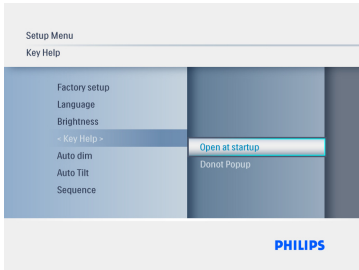 Setup Menu
Key Help
Factory setup
Language
Brightness
« Key Help »
Auto dim
Auto Tilt
Sequence
Open at startup
Donot Popup
PHILIPS